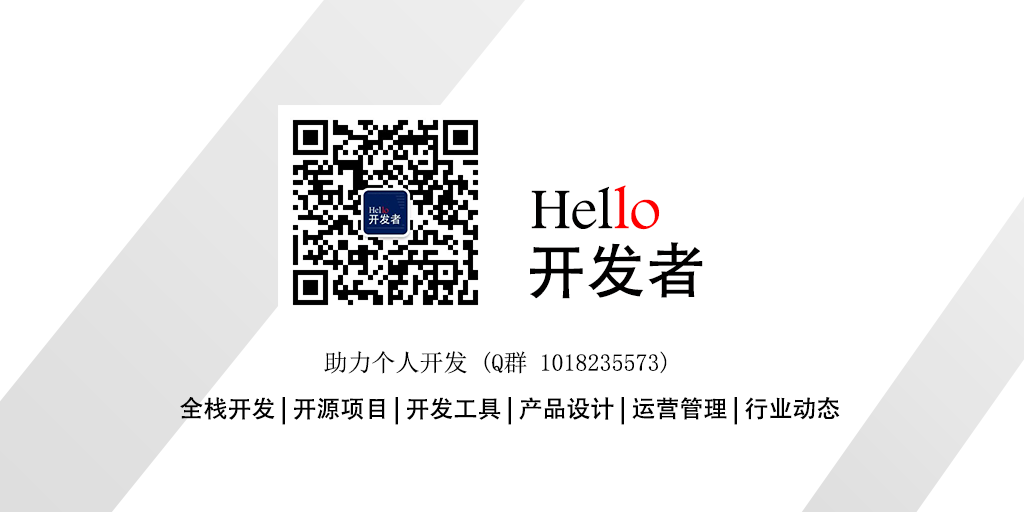 Hello
开发者
Hello
开发者
助力个人开发 (Q群 1018235573)
全栈开发|开源项目|开发工具|产品设计|运营管理|行业动态